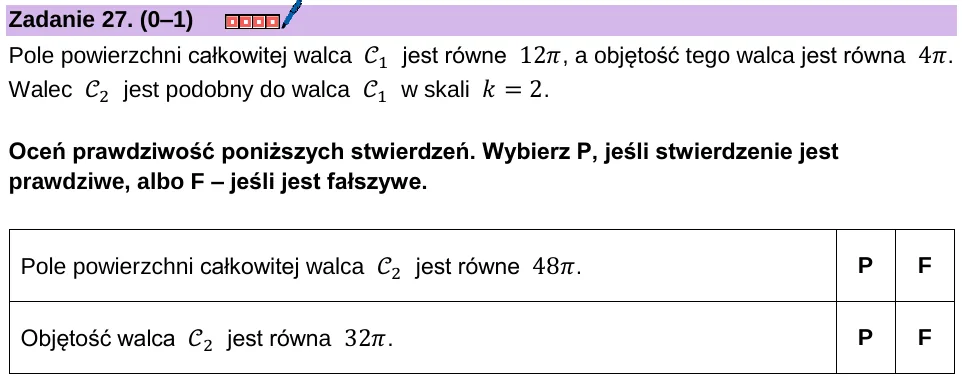 Zadanie 27. (0–1)
Pole powierzchni całkowitej walca 𝒞₁ jest równe 12π, a objętość tego walca jest równa 4π.
Walec 𝒞₂ jest podobny do walca 𝒞₁ w skali k = 2.
Oceń prawdziwość poniższych stwierdzeń. Wybierz P, jeśli stwierdzenie jest
prawdziwe, albo F – jeśli jest fałszywe.
Pole powierzchni całkowitej walca 𝒞₂ jest równe 48π. P F
Objętość walca 𝒞₂ jest równa 32π. P F